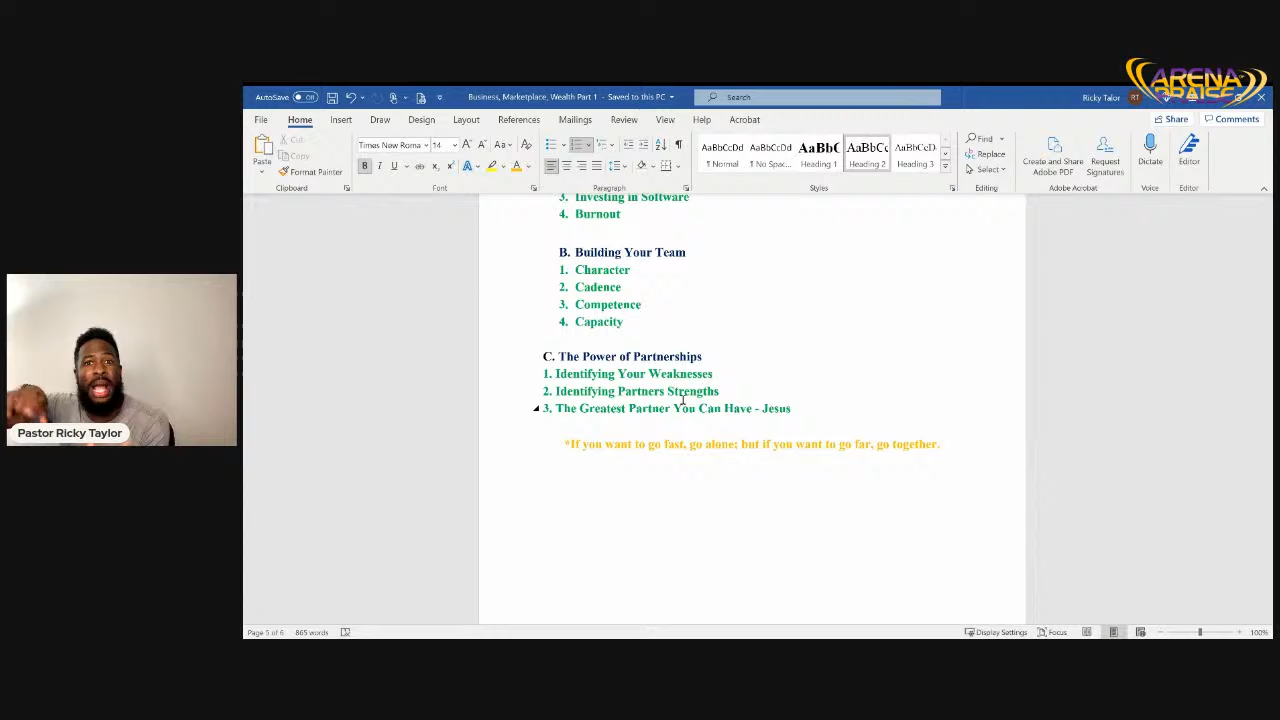 ARENA
PRAISE
AutoSave Off
Business, Marketplace, Wealth Part 1 - Saved to this PC
Search
Ricky Talor RT
File Home Insert Draw Design Layout References Mailings Review View Help Acrobat
Share Comments
Paste
Cut
Copy
Format Painter
Clipboard
Times New Roma 14
Font
Paragraph
AaBbCcDd AaBbCcDd AaBbC AaBbCc AaBbCcD
¶ Normal ¶ No Spac... Heading 1 Heading 2 Heading 3
Styles
Find
Replace
Select
Editing
Create and Share Adobe PDF
Request Signatures
Adobe Acrobat
Dictate
Voice
Editor
Editor
3. Investing in Software
4. Burnout
B. Building Your Team
1. Character
2. Cadence
3. Competence
4. Capacity
C. The Power of Partnerships
1. Identifying Your Weaknesses
2. Identifying Partners Strengths
3. The Greatest Partner You Can Have - Jesus
*If you want to go fast, go alone; but if you want to go far, go together.
Pastor Ricky Taylor
Page 5 of 6 865 words
Display Settings Focus 100%